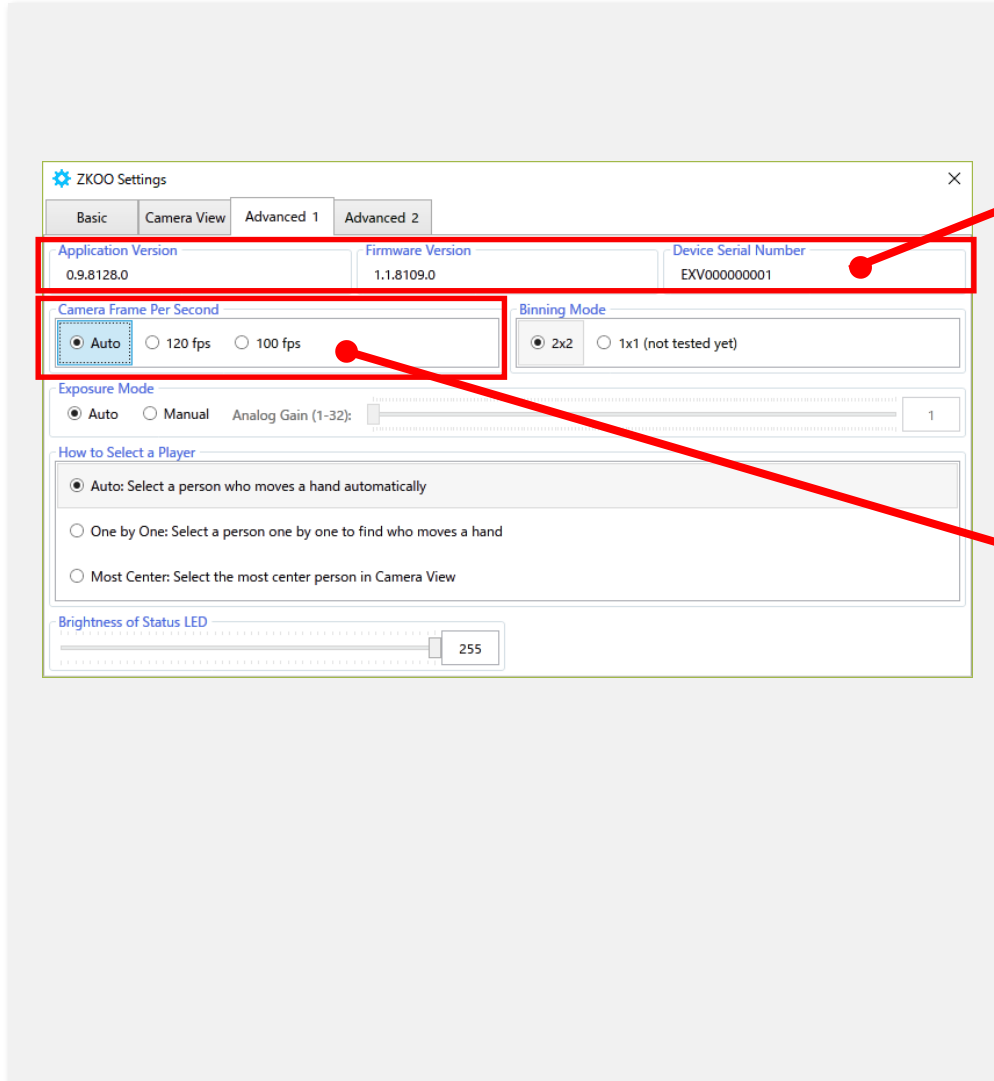 ZKOO Settings
Basic Camera View Advanced 1 Advanced 2
Application Version Firmware Version Device Serial Number
0.9.8128.0 1.1.8109.0 EXV000000001
Camera Frame Per Second Binning Mode
Auto 120 fps 100 fps 2x2 1x1 (not tested yet)
Exposure Mode
Auto Manual Analog Gain (1-32): 1
How to Select a Player
Auto: Select a person who moves a hand automatically
One by One: Select a person one by one to find who moves a hand
Most Center: Select the most center person in Camera View
Brightness of Status LED
255